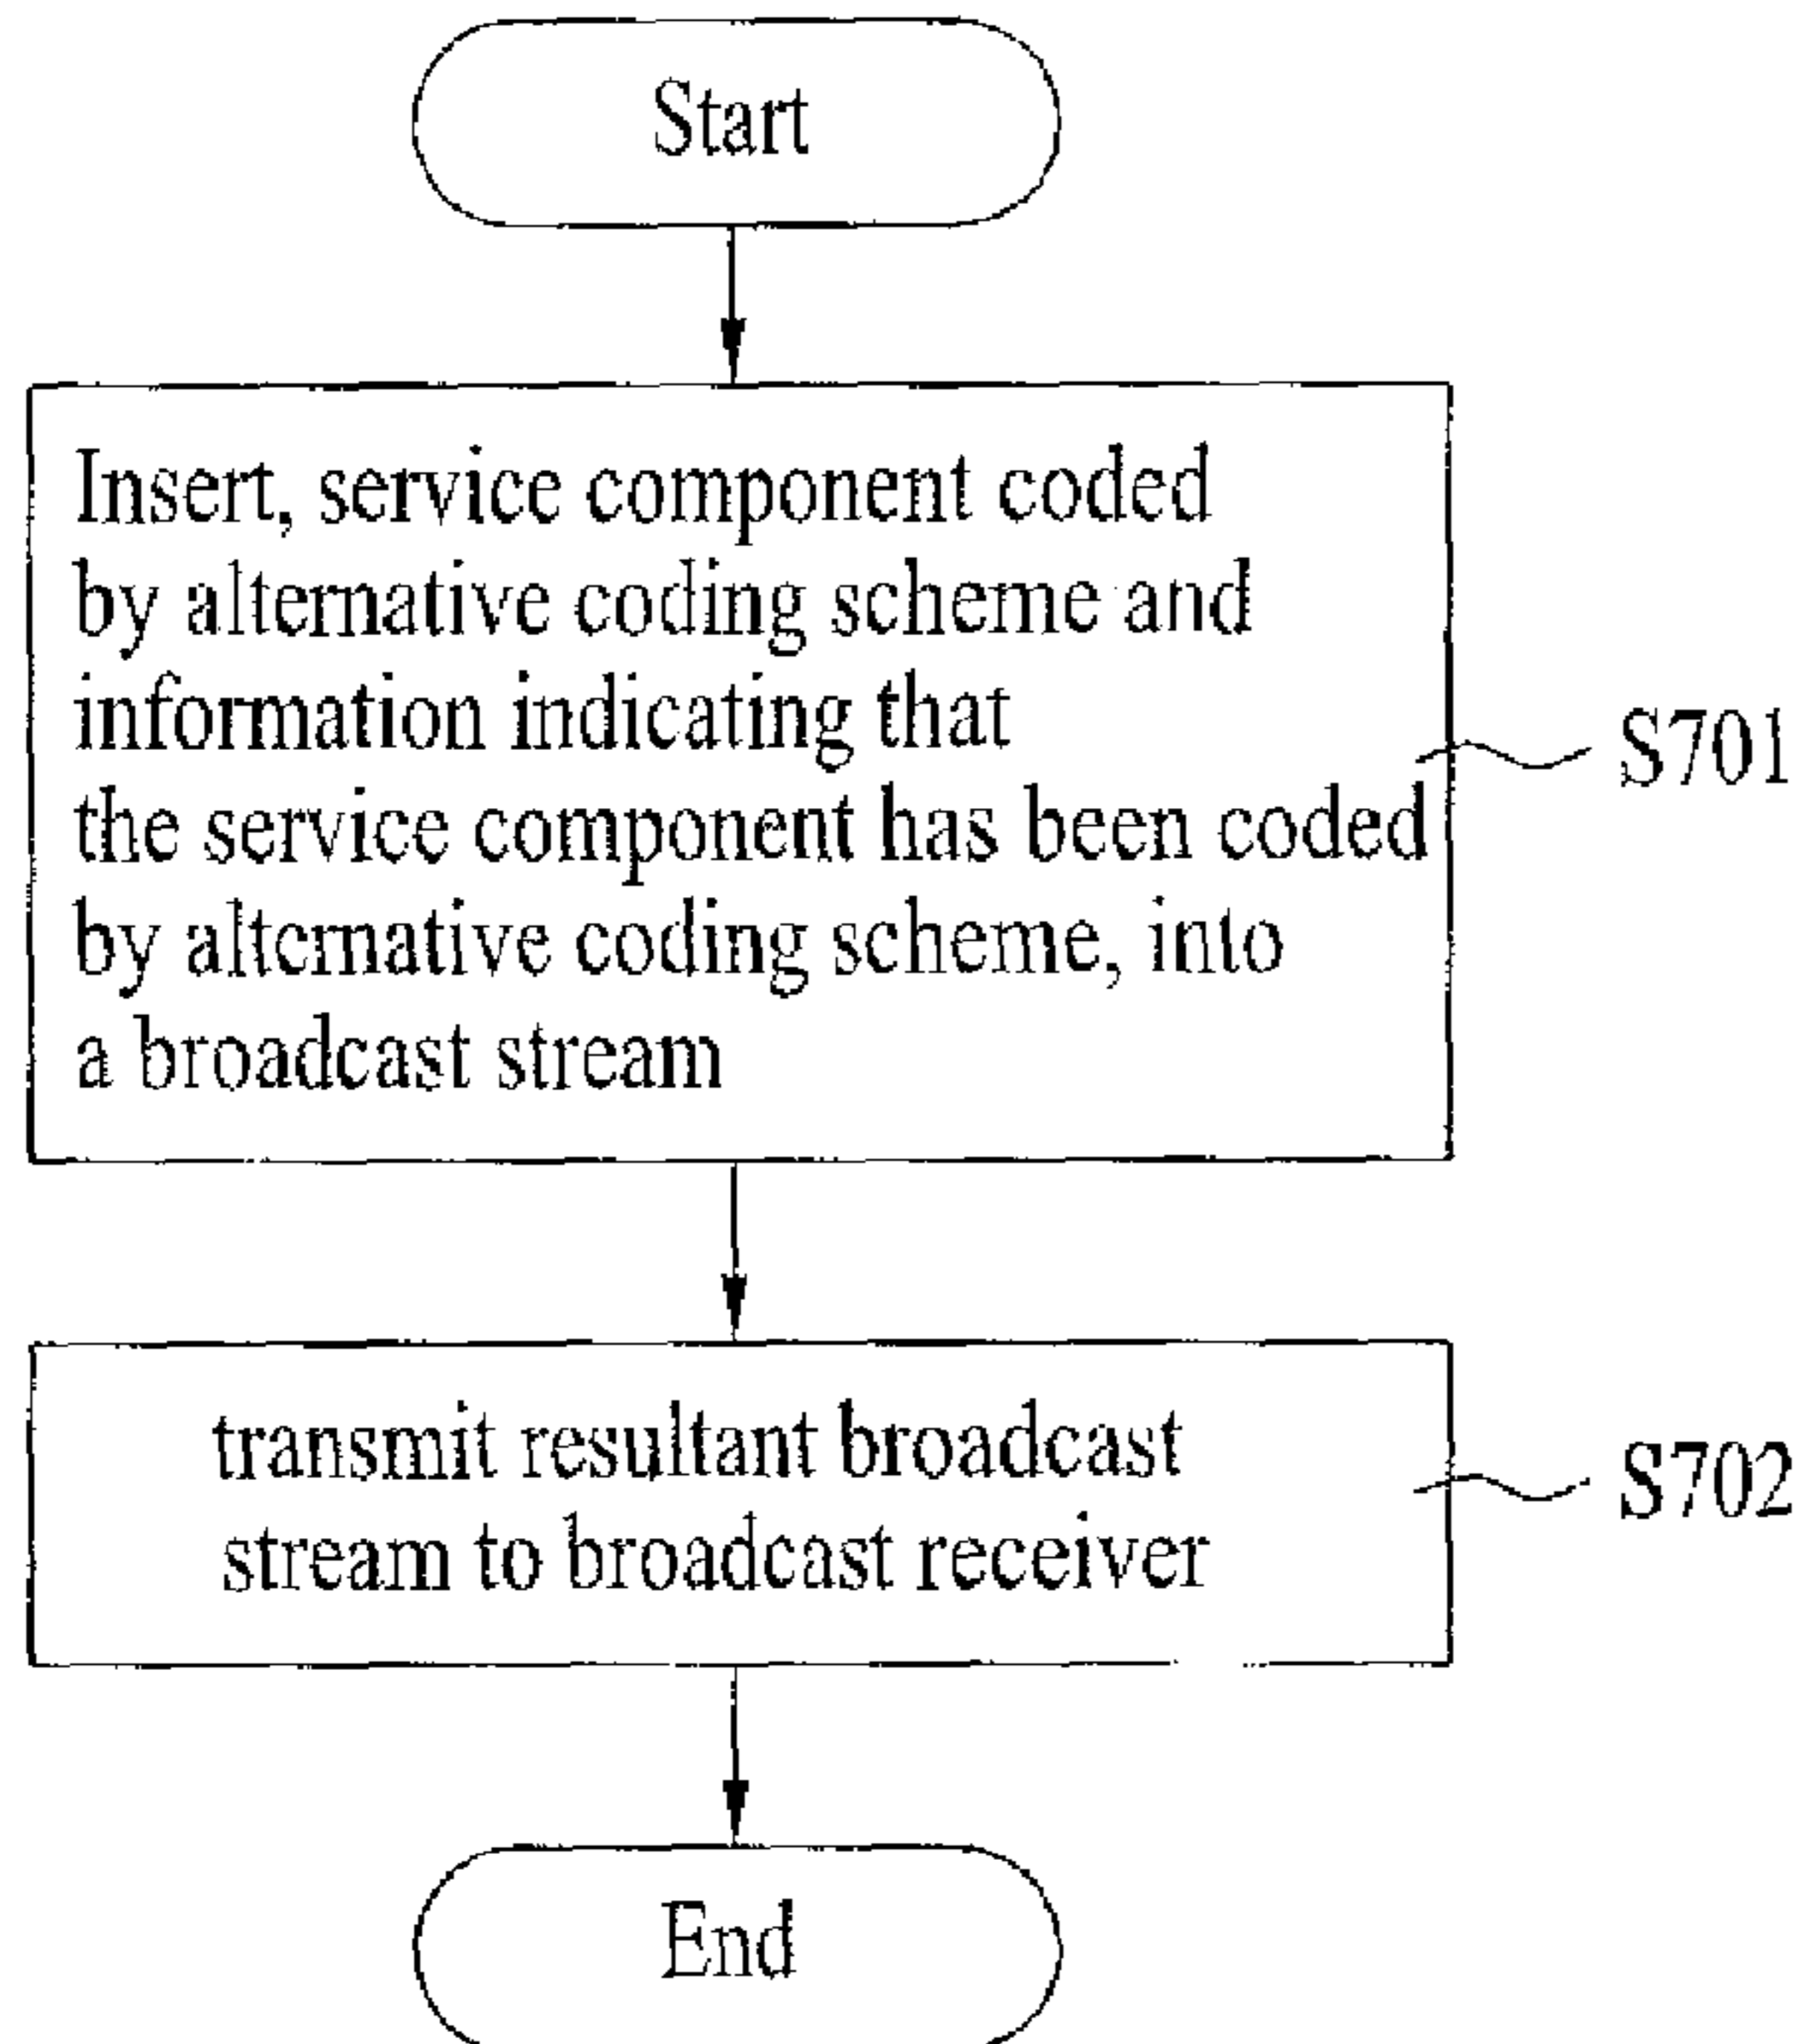 Start
Insert, service component coded
by alternative coding scheme and
information indicating that
the service component has been coded
by alternative coding scheme, into
a broadcast stream
S701
transmit resultant broadcast
stream to broadcast receiver
S702
End